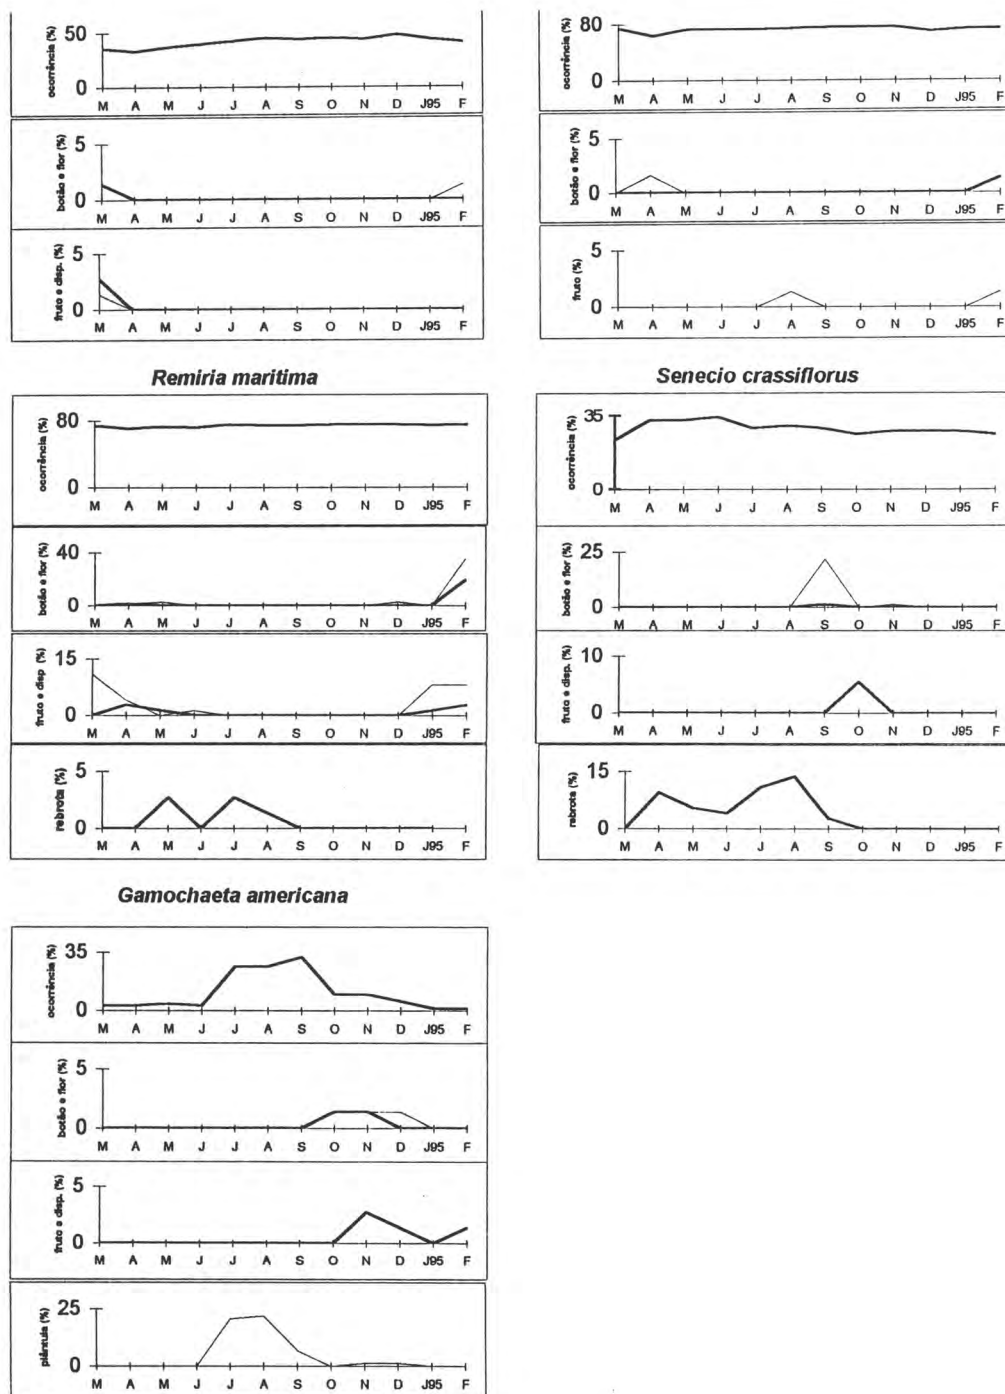 50
ocorrência (%)
0
M A M J J A S O N D J95 F
5
botão e flor (%)
0
M A M J J A S O N D J95 F
5
fruto e disp. (%)
0
M A M J J A S O N D J95 F
80
ocorrência (%)
0
M A M J J A S O N D J95 F
5
botão e flor (%)
0
M A M J J A S O N D J95 F
5
fruto (%)
0
M A M J J A S O N D J95 F
Remiria maritima
80
ocorrência (%)
0
M A M J J A S O N D J95 F
40
botão e flor (%)
0
M A M J J A S O N D J95 F
15
fruto e disp (%)
0
M A M J J A S O N D J95 F
5
rebrota (%)
0
M A M J J A S O N D J95 F
Senecio crassiflorus
35
ocorrência (%)
0
M A M J J A S O N D J95 F
25
botão e flor (%)
0
M A M J J A S O N D J95 F
10
fruto e disp. (%)
0
M A M J J A S O N D J95 F
15
rebrota (%)
0
M A M J J A S O N D J95 F
Gamochaeta americana
35
ocorrência (%)
0
M A M J J A S O N D J95 F
5
botão e flor (%)
0
M A M J J A S O N D J95 F
5
fruto e disp. (%)
0
M A M J J A S O N D J95 F
25
plântula (%)
0
M A M J J A S O N D J95 F